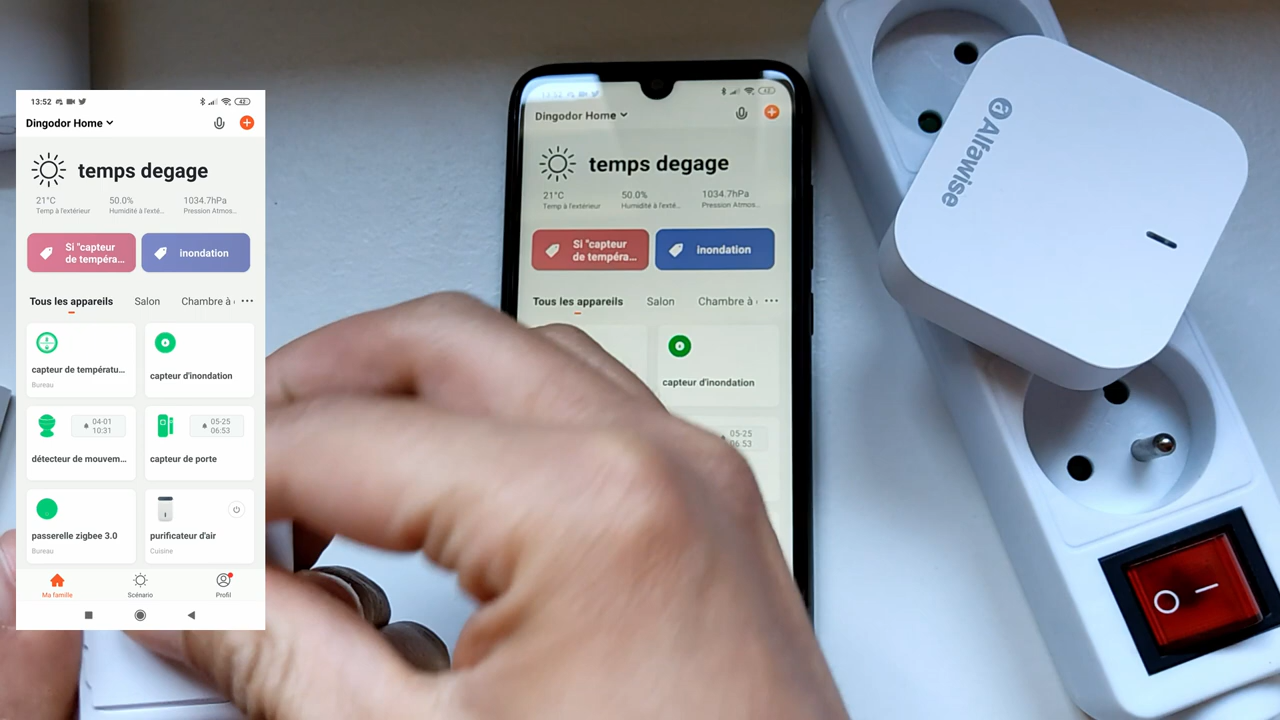 13:52
42
Dingodor Home
temps degage
21°C
50.0%
1034.7hPa
Temp à l'extérieur
Humidité à l'exté...
Pression Atmos...
Si "capteur
de tempéra...
inondation
Tous les appareils
Salon
Chambre à
capteur de températu...
Bureau
capteur d'inondation
04-01
10:31
détecteur de mouvem...
05-25
06:53
capteur de porte
passerelle zigbee 3.0
Bureau
purificateur d'air
Cuisine
Ma famille
Scénario
Profil
13:52
42
Dingodor Home
temps degage
21°C
50.0%
1034.7hPa
Temp à l'extérieur
Humidité à l'exté...
Pression Atmos...
Si "capteur
de tempéra...
inondation
Tous les appareils
Salon
Chambre à
capteur d'inondation
05-25
06:53
Alfawise